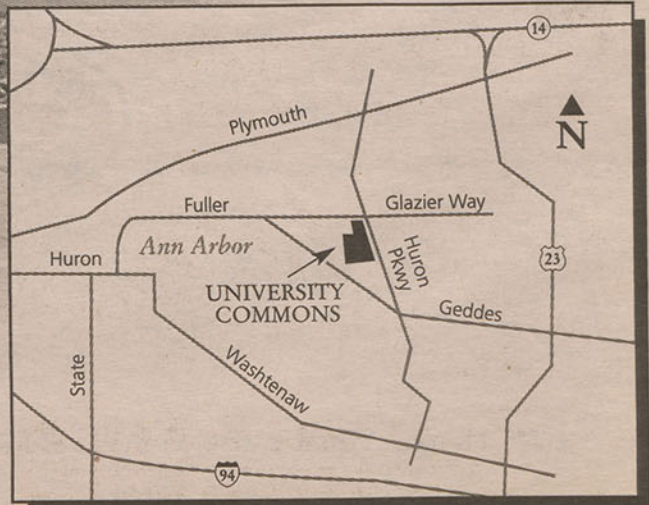 14
Plymouth
N
Fuller
Glazier Way
Ann Arbor
Huron
Huron
Pkwy
23
UNIVERSITY
COMMONS
Geddes
State
Washtenaw
94